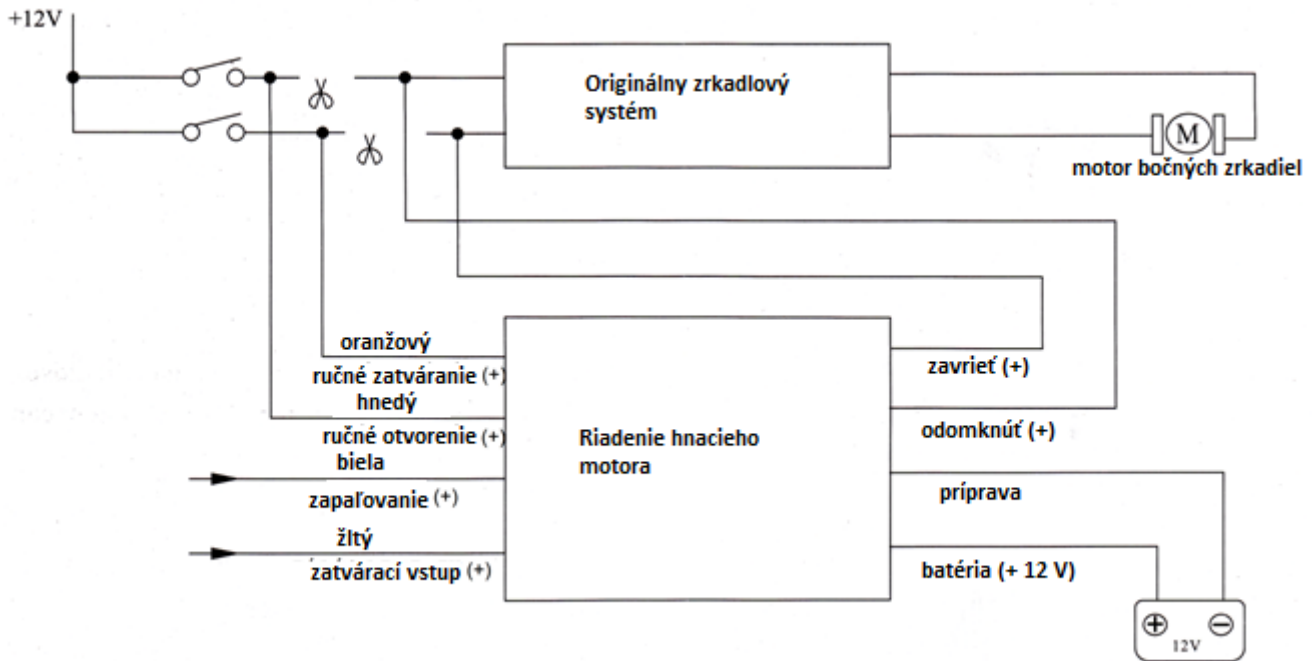 +12V
Originálny zrkadlový
systém
M
motor bočných zrkadiel
oranžový
ručné zatváranie (+)
hnedý
ručné otvorenie (+)
biela
zapaľovanie (+)
žltý
zatvárací vstup (+)
Riadenie hnacieho
motora
zavrieť (+)
odomknúť (+)
príprava
batéria (+ 12 V)
+ −
12V